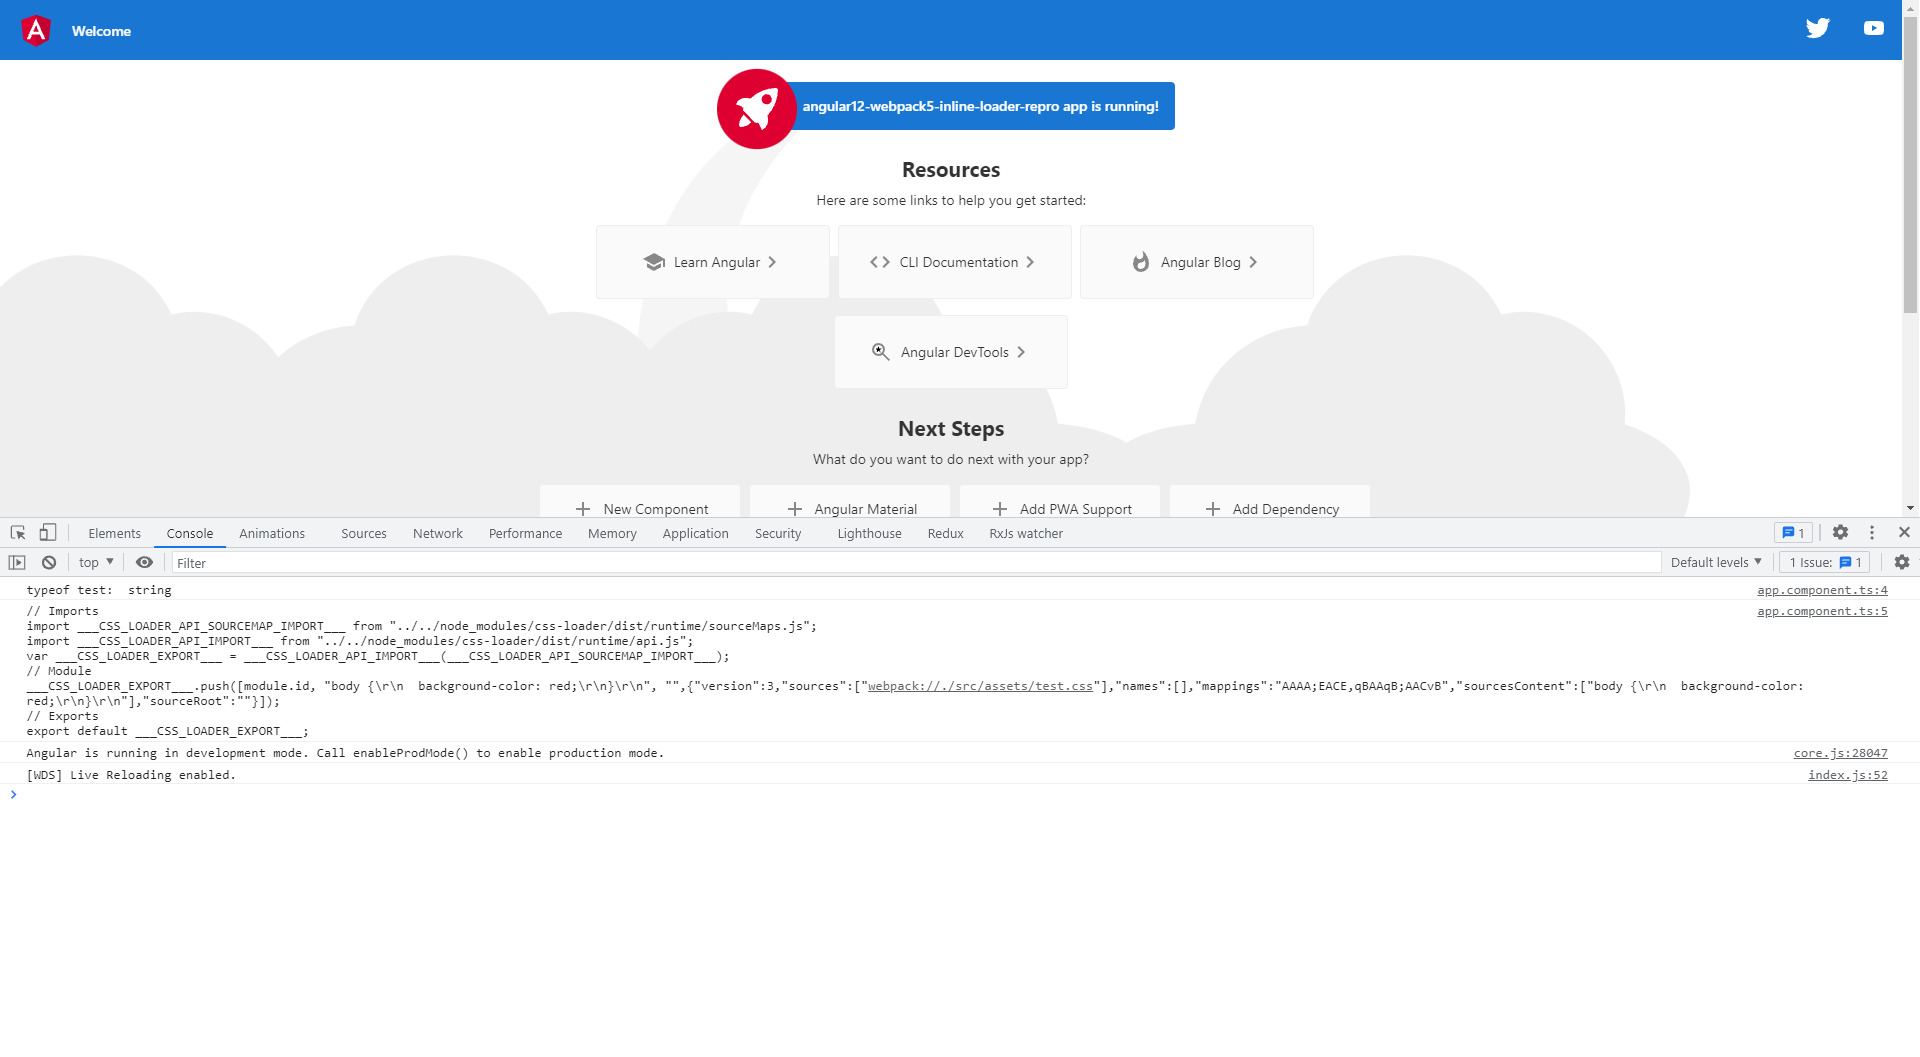 Welcome
angular12-webpack5-inline-loader-repro app is running!
Resources
Here are some links to help you get started:
Learn Angular
CLI Documentation
Angular Blog
Angular DevTools
Next Steps
What do you want to do next with your app?
New Component
Angular Material
Add PWA Support
Add Dependency
Elements Console Animations Sources Network Performance Memory Application Security Lighthouse Redux RxJs watcher 1
top Filter Default levels 1 Issue: 1
typeof test:  string app.component.ts:4
// Imports app.component.ts:5
import ___CSS_LOADER_API_SOURCEMAP_IMPORT___ from "../../node_modules/css-loader/dist/runtime/sourceMaps.js";
import ___CSS_LOADER_API_IMPORT___ from "../../node_modules/css-loader/dist/runtime/api.js";
var ___CSS_LOADER_EXPORT___ = ___CSS_LOADER_API_IMPORT___(___CSS_LOADER_API_SOURCEMAP_IMPORT___);
// Module
___CSS_LOADER_EXPORT___.push([module.id, "body {\r\n  background-color: red;\r\n}\r\n", "",{"version":3,"sources":["webpack://./src/assets/test.css"],"names":[],"mappings":"AAAA;EACE,qBAAqB;AACvB","sourcesContent":["body {\r\n  background-color:
red;\r\n}\r\n"],"sourceRoot":""}]);
// Exports
export default ___CSS_LOADER_EXPORT___;
Angular is running in development mode. Call enableProdMode() to enable production mode. core.js:28047
[WDS] Live Reloading enabled. index.js:52